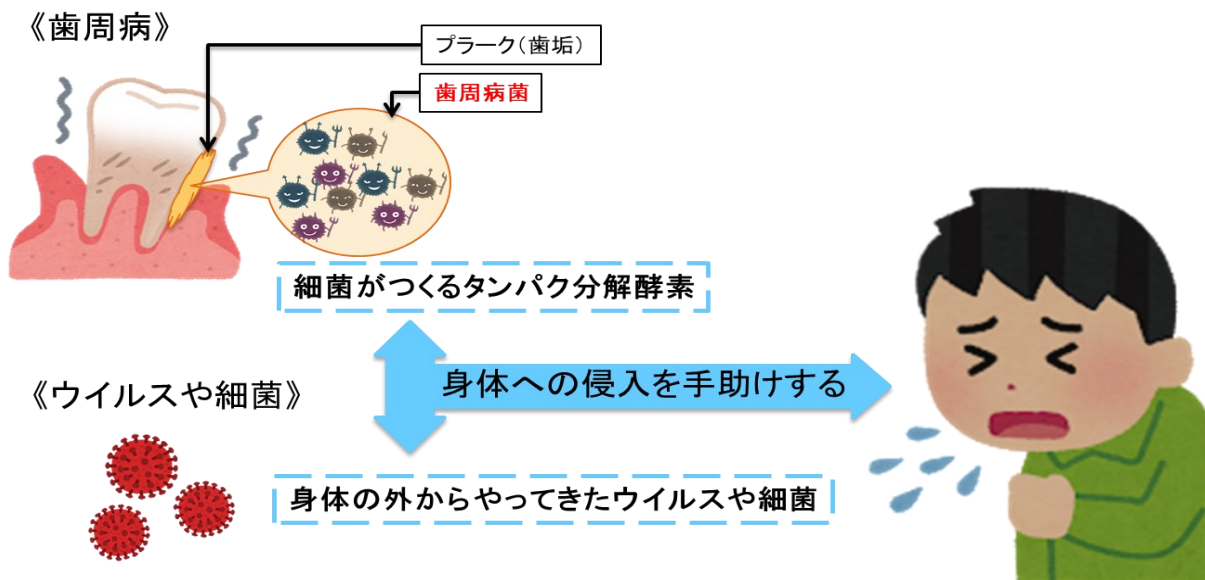 《歯周病》
プラーク(歯垢)
歯周病菌
細菌がつくるタンパク分解酵素
身体への侵入を手助けする
《ウイルスや細菌》
身体の外からやってきたウイルスや細菌